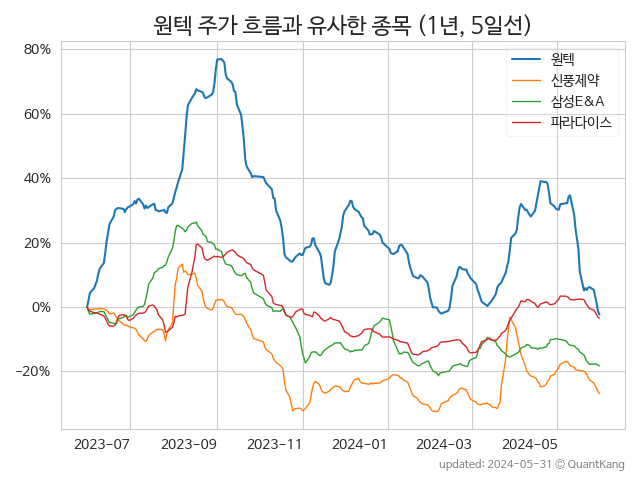 원텍 주가 흐름과 유사한 종목 (1년, 5일선)
80%
60%
40%
20%
0%
−20%
원텍
신풍제약
삼성E&A
파라다이스
2023-07
2023-09
2023-11
2024-01
2024-03
2024-05
updated: 2024-05-31 © QuantKang